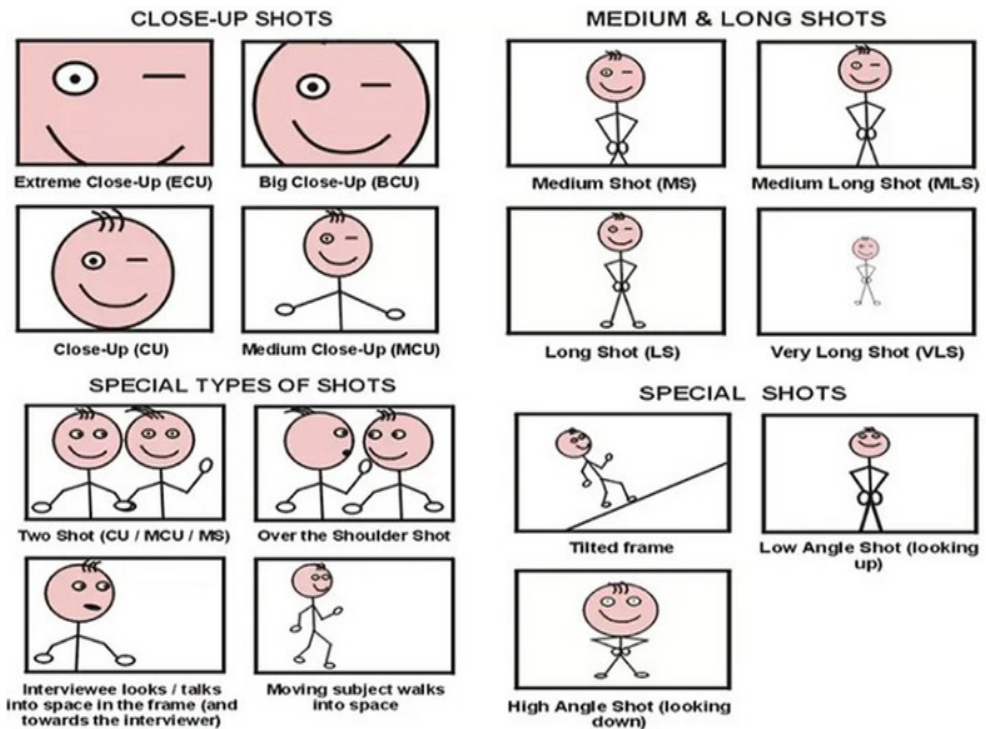 CLOSE-UP SHOTS
Extreme Close-Up (ECU)
Big Close-Up (BCU)
Close-Up (CU)
Medium Close-Up (MCU)
MEDIUM & LONG SHOTS
Medium Shot (MS)
Medium Long Shot (MLS)
Long Shot (LS)
Very Long Shot (VLS)
SPECIAL TYPES OF SHOTS
Two Shot (CU / MCU / MS)
Over the Shoulder Shot
Interviewee looks / talks
into space in the frame (and
towards the interviewer)
Moving subject walks
into space
SPECIAL SHOTS
Tilted frame
Low Angle Shot (looking
up)
High Angle Shot (looking
down)